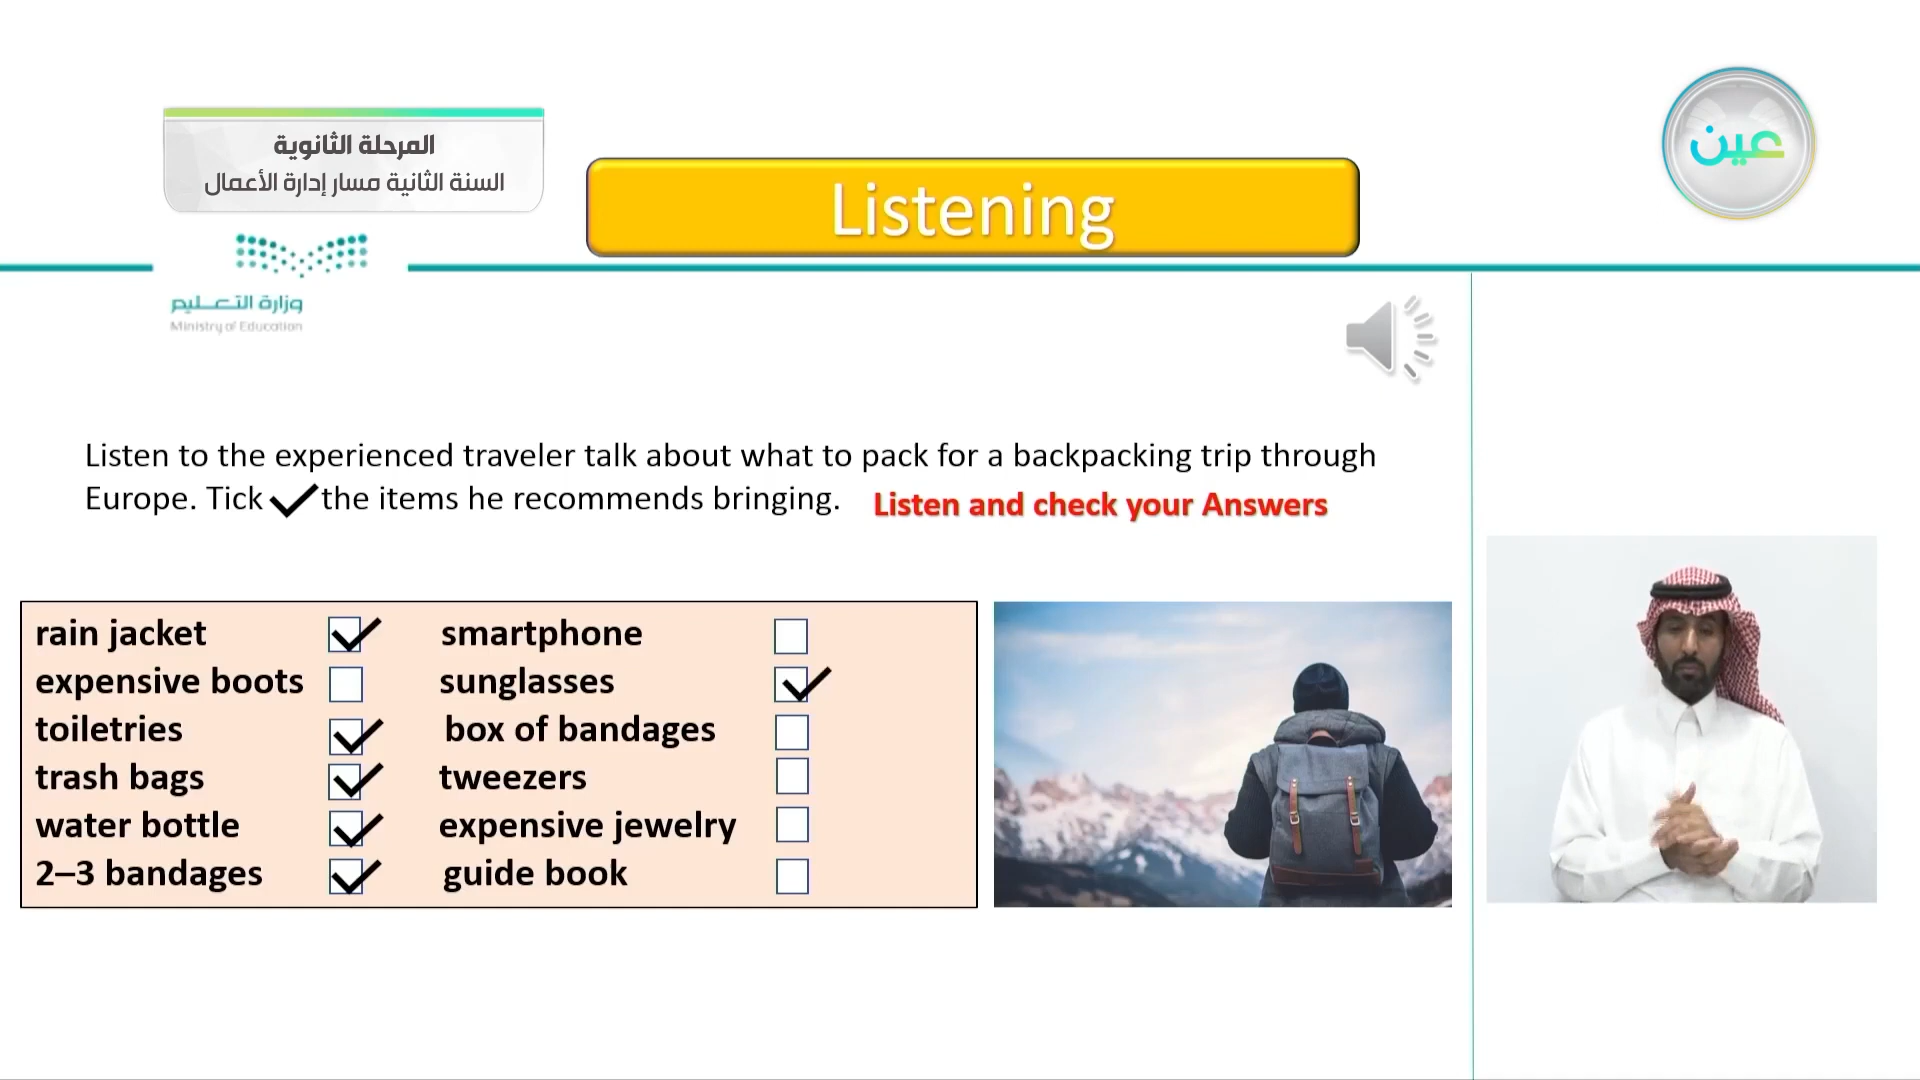 المرحلة الثانوية
السنة الثانية مسار إدارة الأعمال
عين
Listening
وزارة التعليم
Ministry of Education
Listen to the experienced traveler talk about what to pack for a backpacking trip through
Europe. Tick ✓ the items he recommends bringing. Listen and check your Answers
rain jacket ✓ smartphone ☐
expensive boots ☐ sunglasses ✓
toiletries ✓ box of bandages ☐
trash bags ✓ tweezers ☐
water bottle ✓ expensive jewelry ☐
2–3 bandages ✓ guide book ☐